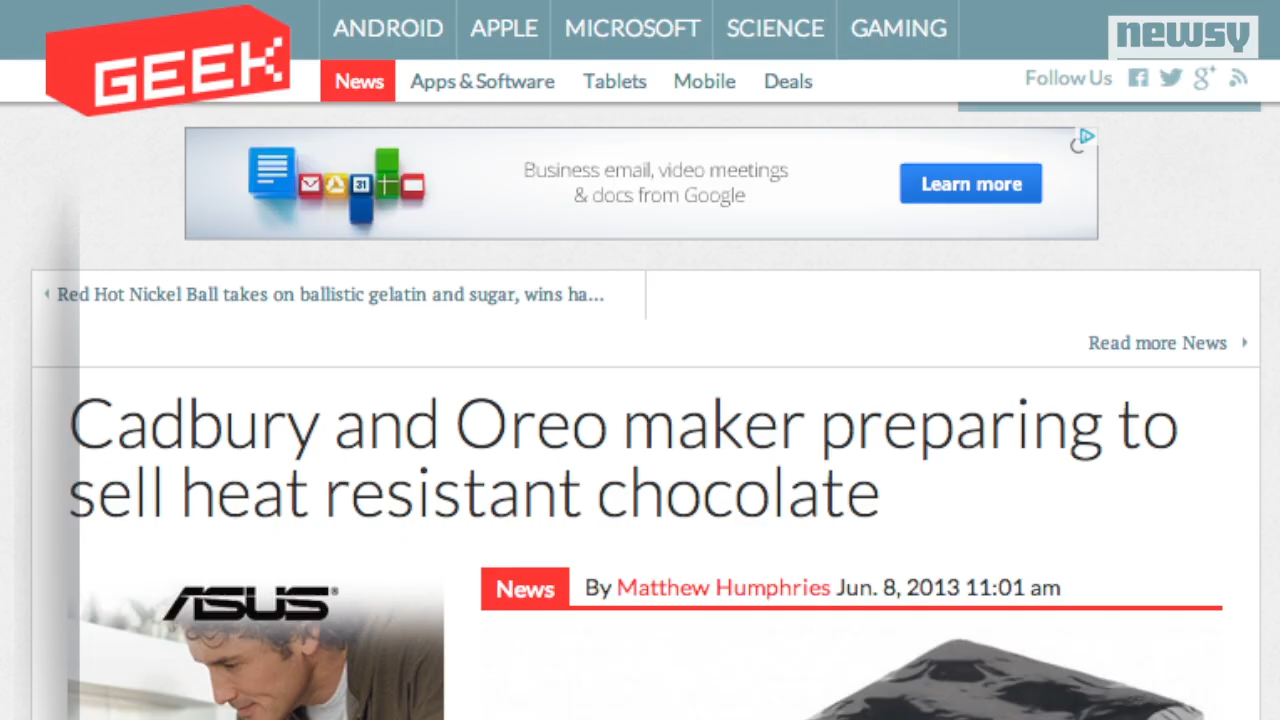 ANDROID APPLE MICROSOFT SCIENCE GAMING
newsy
GEEK
News Apps & Software Tablets Mobile Deals
Follow Us
Business email, video meetings
& docs from Google
Learn more
31
Red Hot Nickel Ball takes on ballistic gelatin and sugar, wins ha...
Read more News
Cadbury and Oreo maker preparing to
sell heat resistant chocolate
ASUS
News By Matthew Humphries Jun. 8, 2013 11:01 am